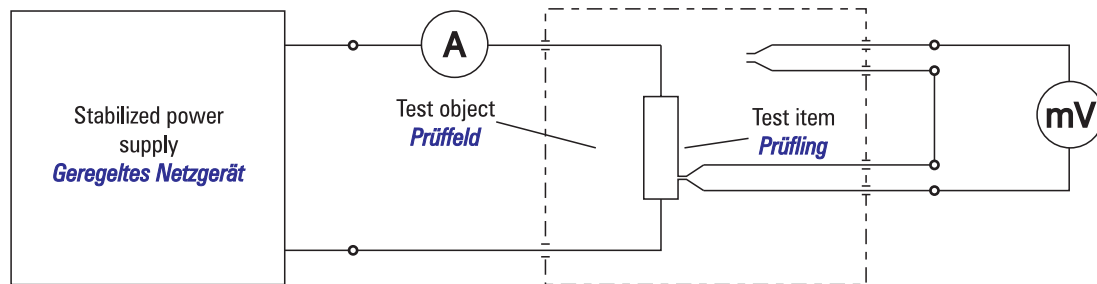 Stabilized power
supply
Geregeltes Netzgerät
A
Test object
Prüffeld
Test item
Prüfling
mV